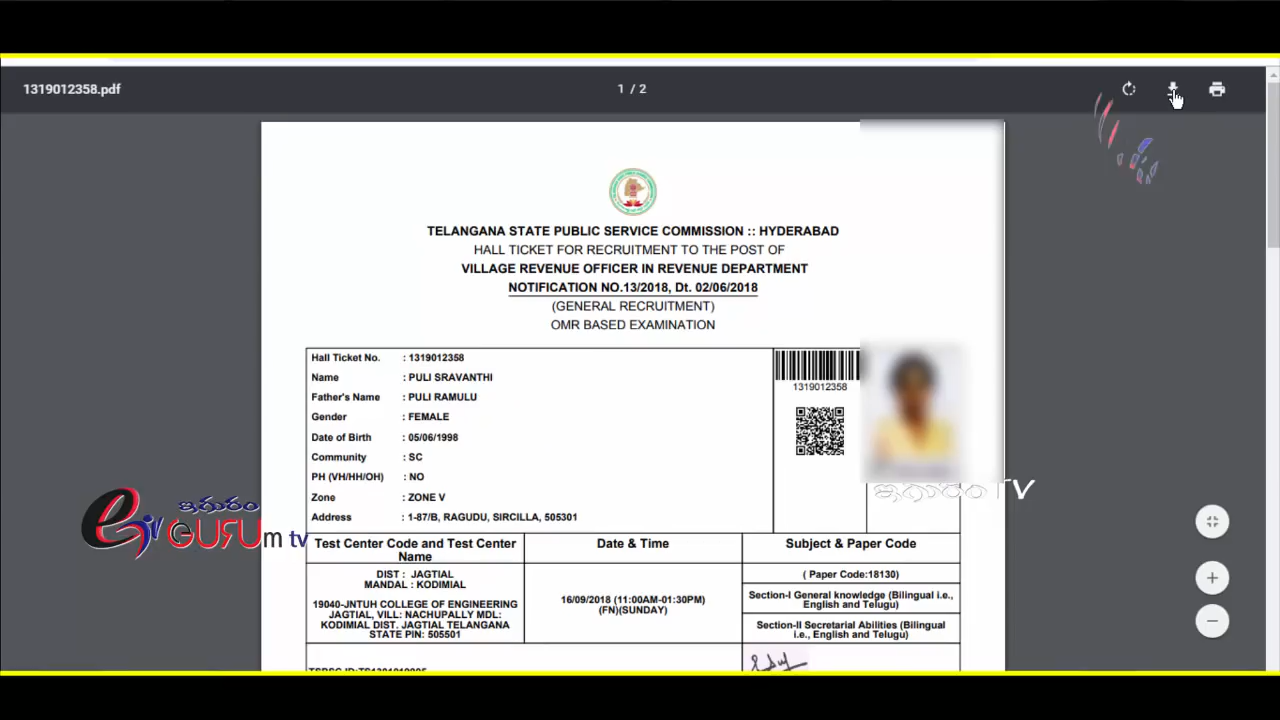 1319012358.pdf
1 / 2
TELANGANA STATE PUBLIC SERVICE COMMISSION :: HYDERABAD
HALL TICKET FOR RECRUITMENT TO THE POST OF
VILLAGE REVENUE OFFICER IN REVENUE DEPARTMENT
NOTIFICATION NO.13/2018, Dt. 02/06/2018
(GENERAL RECRUITMENT)
OMR BASED EXAMINATION
Hall Ticket No. : 1319012358
Name : PULI SRAVANTHI
Father's Name : PULI RAMULU
Gender : FEMALE
Date of Birth : 05/06/1998
Community : SC
PH (VH/HH/OH) : NO
Zone : ZONE V
Address : 1-87/B, RAGUDU, SIRCILLA, 505301
1319012358
ఇగురం TV
ఇగురం
eGURUm tv
Test Center Code and Test Center
Name
Date & Time
Subject & Paper Code
DIST : JAGTIAL
MANDAL : KODIMIAL
19040-JNTUH COLLEGE OF ENGINEERING
JAGTIAL, VILL: NACHUPALLY MDL:
KODIMIAL DIST. JAGTIAL TELANGANA
STATE PIN: 505501
16/09/2018 (11:00AM-01:30PM)
(FN)(SUNDAY)
( Paper Code:18130)
Section-I General knowledge (Bilingual i.e.,
English and Telugu)
Section-II Secretarial Abilities (Bilingual
i.e., English and Telugu)